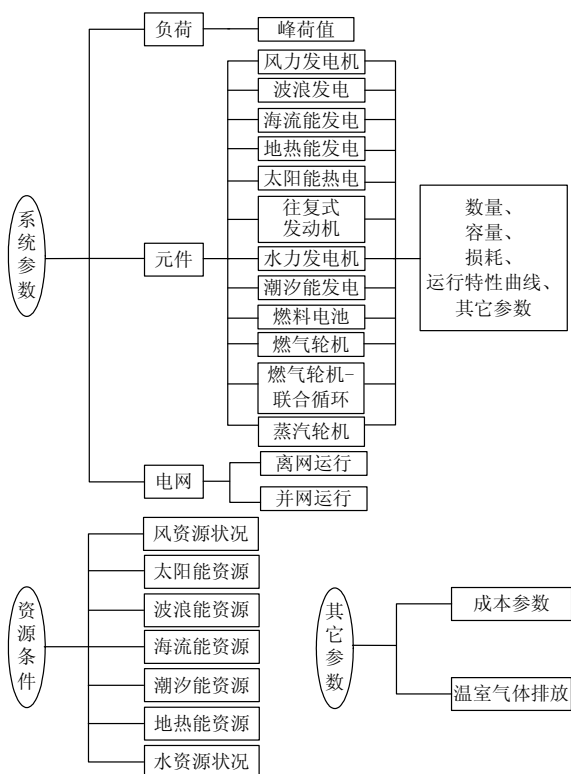 系统参数
负荷
峰荷值
元件
风力发电机
波浪发电
海流能发电
地热能发电
太阳能热电
往复式
发动机
水力发电机
潮汐能发电
燃料电池
燃气轮机
燃气轮机-
联合循环
蒸汽轮机
数量、
容量、
损耗、
运行特性曲线、
其它参数
电网
离网运行
并网运行
资源条件
风资源状况
太阳能资源
波浪能资源
海流能资源
潮汐能资源
地热能资源
水资源状况
其它参数
成本参数
温室气体排放